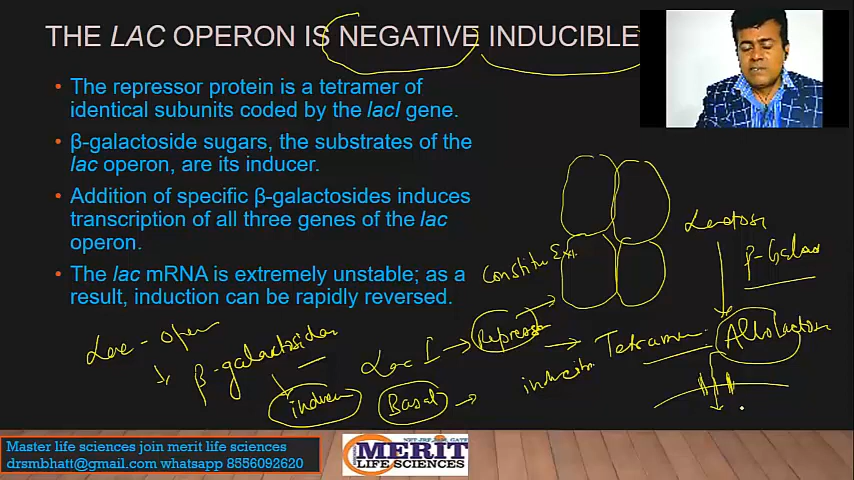 THE LAC OPERON IS NEGATIVE INDUCIBLE
• The repressor protein is a tetramer of
identical subunits coded by the lacI gene.
• β-galactoside sugars, the substrates of the
lac operon, are its inducer.
• Addition of specific β-galactosides induces
transcription of all three genes of the lac
operon.
• The lac mRNA is extremely unstable; as a
result, induction can be rapidly reversed.
Lactose
β-Galac
Constitu Exp.
Lac - oper
β-galactosides
induce
Lac I → Repressor → Tetramer
Allolactose
Basal →
Master life sciences join merit life sciences
drsmbhatt@gmail.com whatsapp 8556092620
MERIT
LIFE SCIENCES